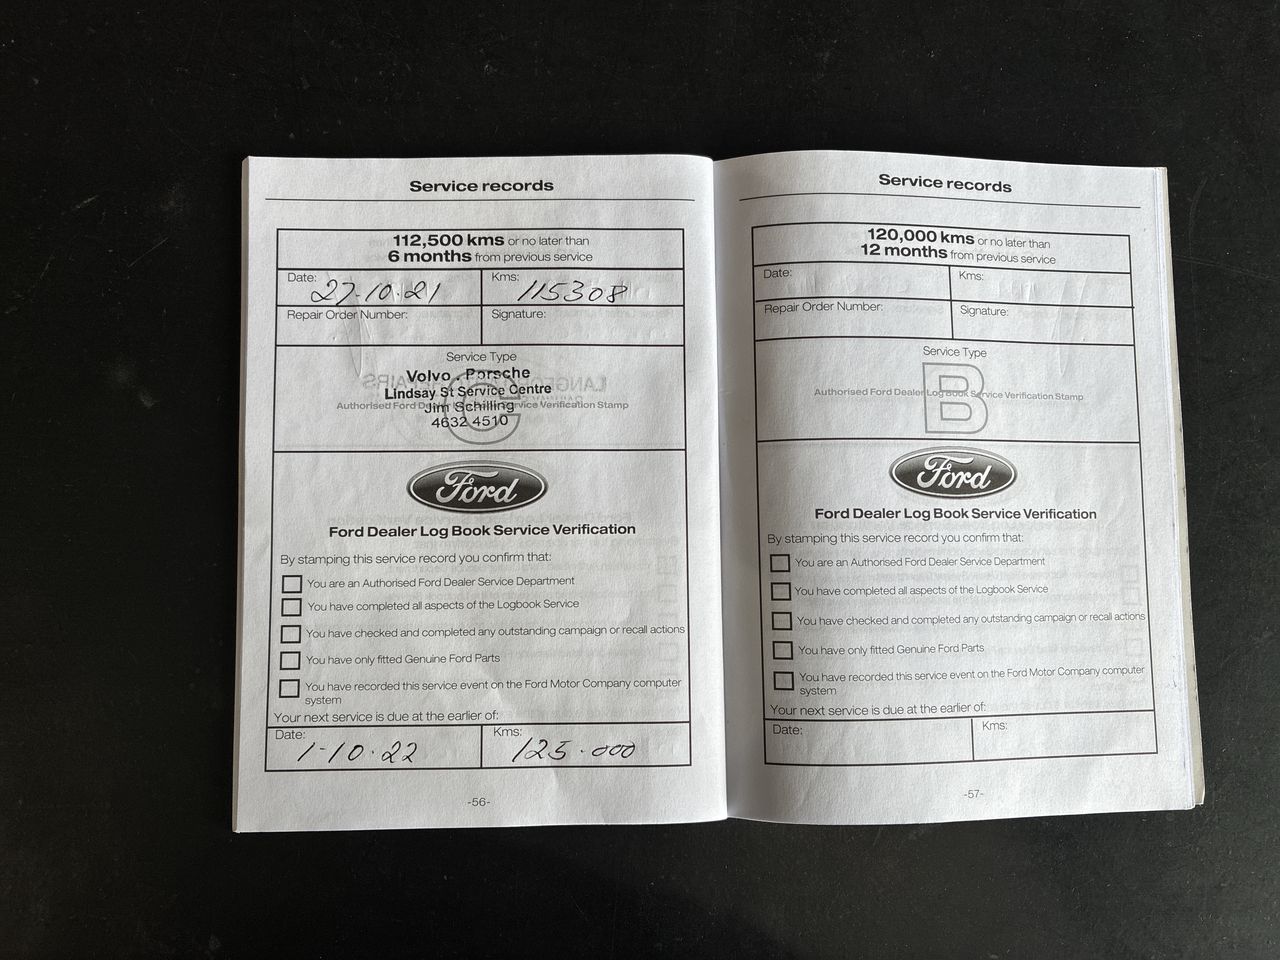 Service records
112,500 kms or no later than
6 months from previous service
Date:
27-10-21
Kms:
115308
Repair Order Number:
Signature:
Service Type
C
Volvo . Porsche
Lindsay St Service Centre
Authorised Ford Dealer Log Book Service Verification Stamp
Jim Schilling
4632 4510
Ford
Ford Dealer Log Book Service Verification
By stamping this service record you confirm that:
You are an Authorised Ford Dealer Service Department
You have completed all aspects of the Logbook Service
You have checked and completed any outstanding campaign or recall actions
You have only fitted Genuine Ford Parts
You have recorded this service event on the Ford Motor Company computer
system
Your next service is due at the earlier of:
Date:
1-10-22
Kms:
125.000
-56-
Service records
120,000 kms or no later than
12 months from previous service
Date:
Kms:
Repair Order Number:
Signature:
Service Type
B
Authorised Ford Dealer Log Book Service Verification Stamp
Ford
Ford Dealer Log Book Service Verification
By stamping this service record you confirm that:
You are an Authorised Ford Dealer Service Department
You have completed all aspects of the Logbook Service
You have checked and completed any outstanding campaign or recall actions
You have only fitted Genuine Ford Parts
You have recorded this service event on the Ford Motor Company computer
system
Your next service is due at the earlier of:
Date:
Kms:
-57-